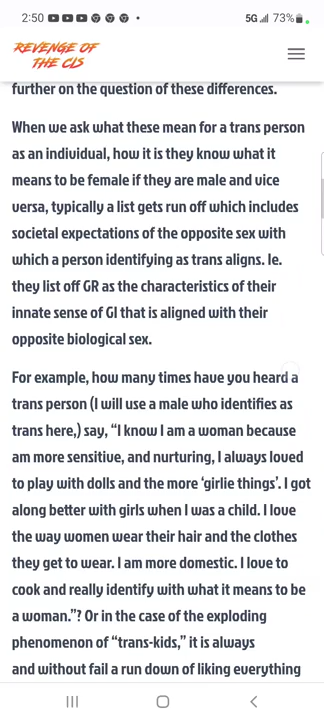 2:50
5G 73%
REVENGE OF
THE CLS
further on the question of these differences.
When we ask what these mean for a trans person
as an individual, how it is they know what it
means to be female if they are male and vice
versa, typically a list gets run off which includes
societal expectations of the opposite sex with
which a person identifying as trans aligns. Ie.
they list off GR as the characteristics of their
innate sense of GI that is aligned with their
opposite biological sex.
For example, how many times have you heard a
trans person (I will use a male who identifies as
trans here,) say, “I know I am a woman because
am more sensitive, and nurturing, I always loved
to play with dolls and the more ‘girlie things’. I got
along better with girls when I was a child. I love
the way women wear their hair and the clothes
they get to wear. I am more domestic. I love to
cook and really identify with what it means to be
a woman.”? Or in the case of the exploding
phenomenon of “trans-kids,” it is always
and without fail a run down of liking everything